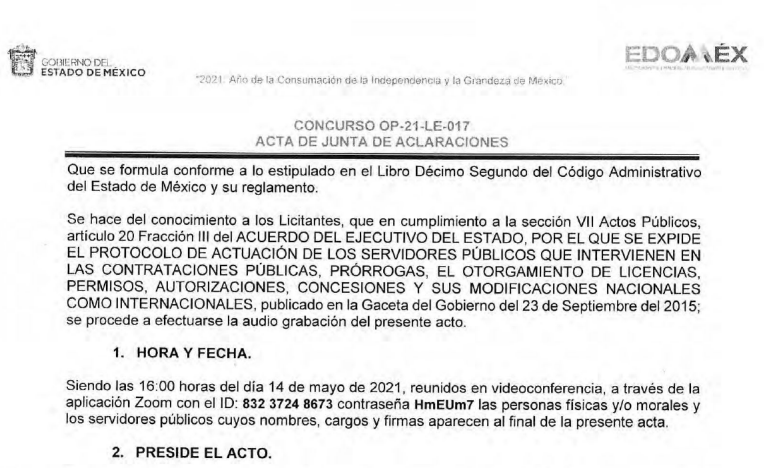 GOBIERNO DEL
ESTADO DE MÉXICO
EDOMÉX
"2021. Año de la Consumación de la Independencia y la Grandeza de México.
CONCURSO OP-21-LE-017
ACTA DE JUNTA DE ACLARACIONES
Que se formula conforme a lo estipulado en el Libro Décimo Segundo del Código Administrativo
del Estado de México y su reglamento.
Se hace del conocimiento a los Licitantes, que en cumplimiento a la sección VII Actos Públicos,
artículo 20 Fracción III del ACUERDO DEL EJECUTIVO DEL ESTADO, POR EL QUE SE EXPIDE
EL PROTOCOLO DE ACTUACIÓN DE LOS SERVIDORES PÚBLICOS QUE INTERVIENEN EN
LAS CONTRATACIONES PÚBLICAS, PRÓRROGAS, EL OTORGAMIENTO DE LICENCIAS,
PERMISOS, AUTORIZACIONES, CONCESIONES Y SUS MODIFICACIONES NACIONALES
COMO INTERNACIONALES, publicado en la Gaceta del Gobierno del 23 de Septiembre del 2015;
se procede a efectuarse la audio grabación del presente acto.
1. HORA Y FECHA.
Siendo las 16:00 horas del día 14 de mayo de 2021, reunidos en videoconferencia, a través de la
aplicación Zoom con el ID: 832 3724 8673 contraseña HmEUm7 las personas físicas y/o morales y
los servidores públicos cuyos nombres, cargos y firmas aparecen al final de la presente acta.
2. PRESIDE EL ACTO.